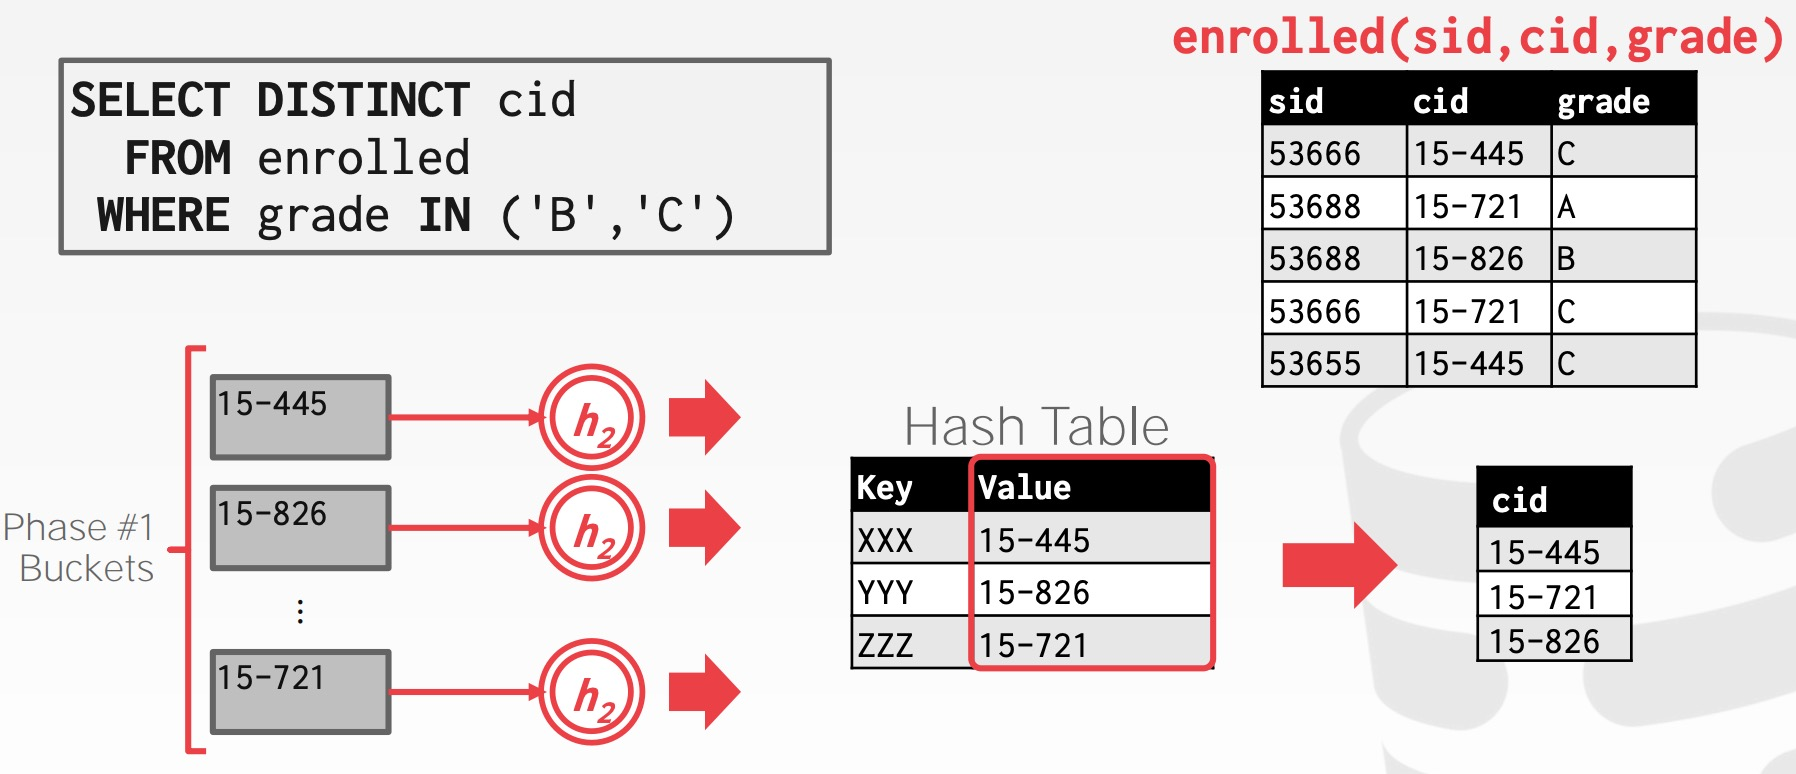 enrolled(sid,cid,grade)
SELECT DISTINCT cid
FROM enrolled
WHERE grade IN ('B','C')
sid cid grade
53666 15-445 C
53688 15-721 A
53688 15-826 B
53666 15-721 C
53655 15-445 C
Phase #1
Buckets
15-445
h2
15-826
h2
⋮
15-721
h2
Hash Table
Key Value
XXX 15-445
YYY 15-826
ZZZ 15-721
cid
15-445
15-721
15-826